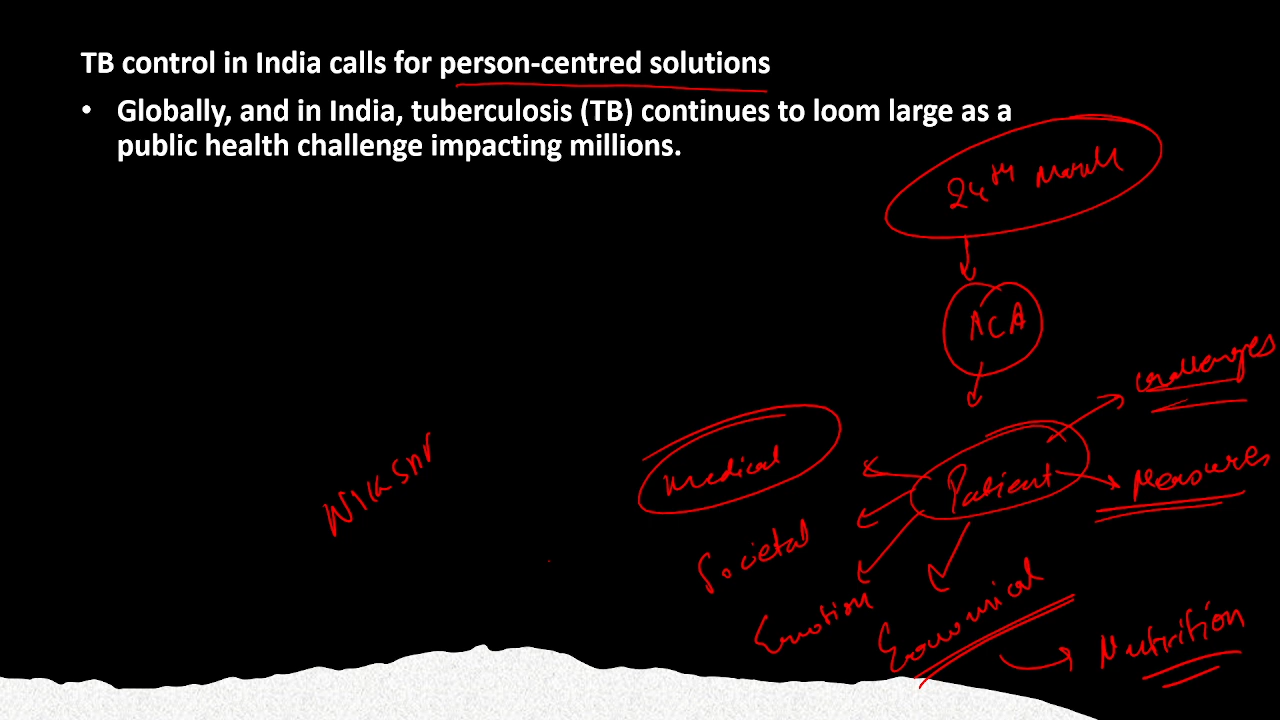 TB control in India calls for person-centred solutions
• Globally, and in India, tuberculosis (TB) continues to loom large as a
public health challenge impacting millions.
24th March
Challenges
Medical
Patient
Measures
Societal
Emotion
Economical
Nutrition